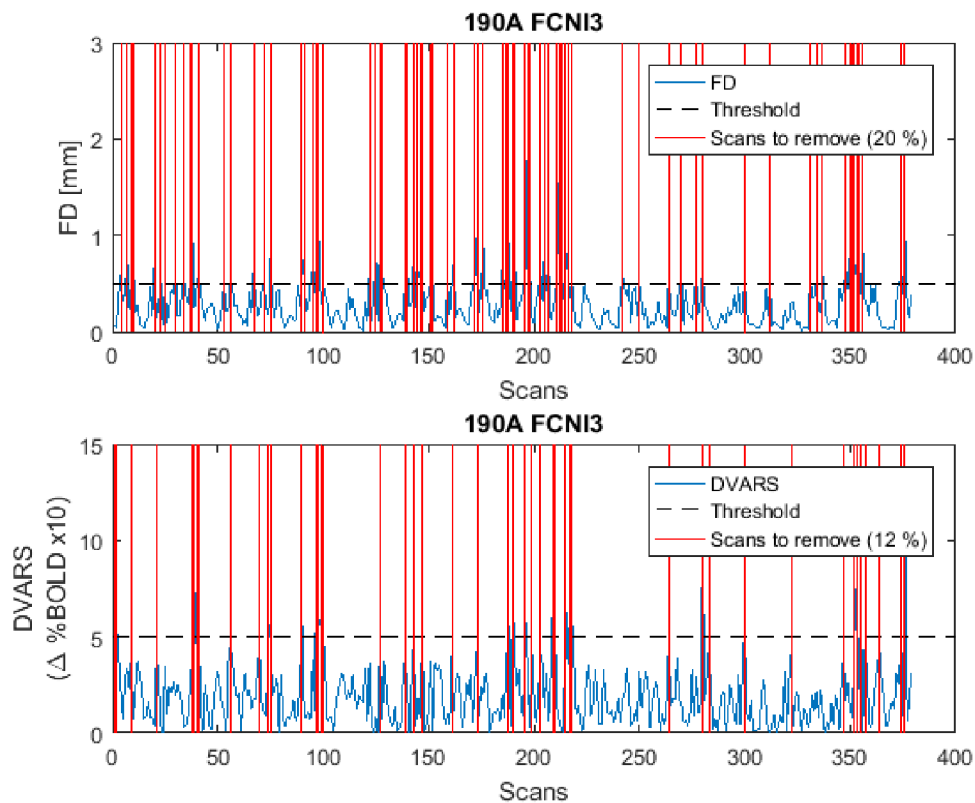 190A FCNI3
3
2
1
0
FD [mm]
FD
Threshold
Scans to remove (20 %)
0 50 100 150 200 250 300 350 400
Scans
190A FCNI3
15
10
5
0
DVARS
(Δ %BOLD x10)
DVARS
Threshold
Scans to remove (12 %)
0 50 100 150 200 250 300 350 400
Scans